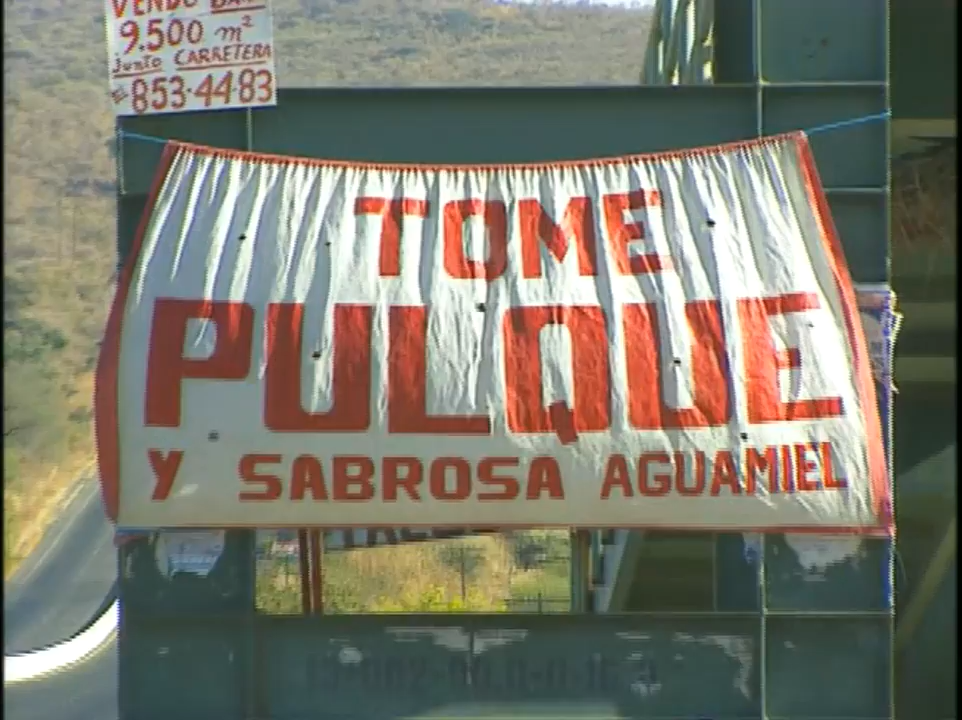 VENDO
9.500 m²
junto CARRETERA
853-44-83
TOME
PULQUE
Y SABROSA AGUAMIEL